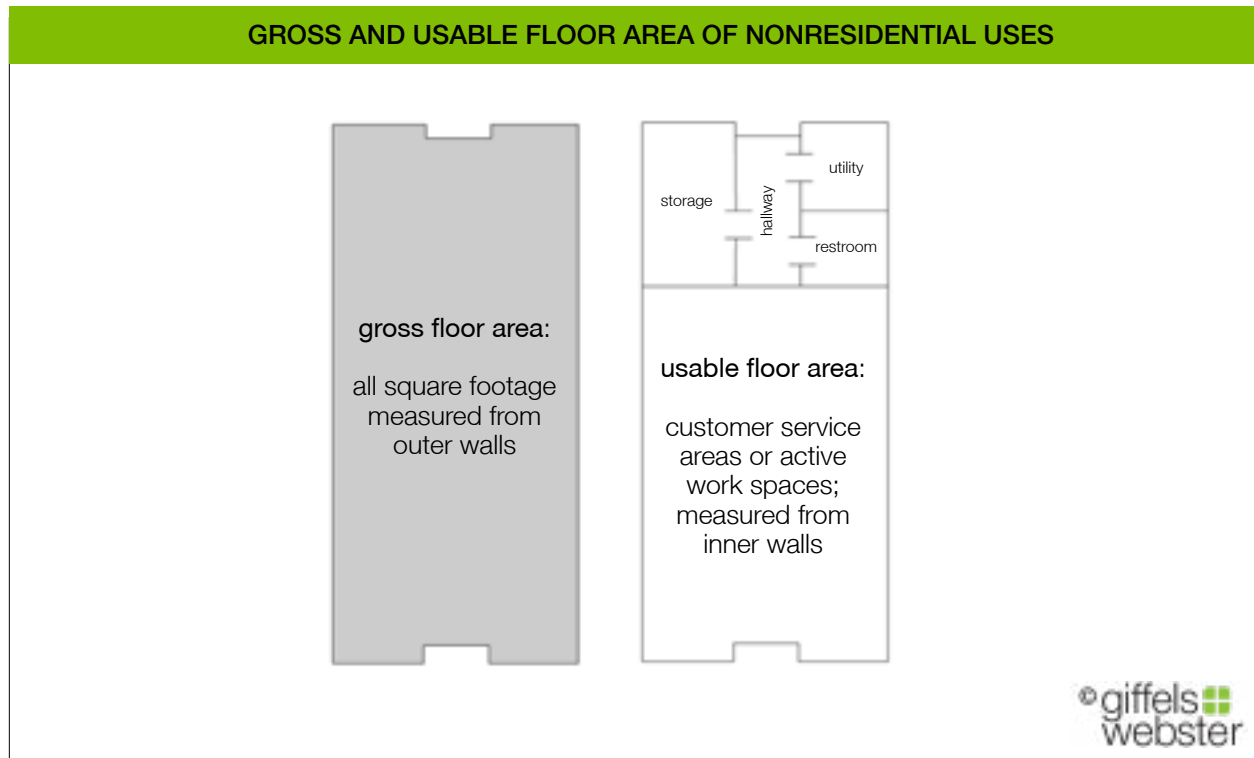 GROSS AND USABLE FLOOR AREA OF NONRESIDENTIAL USES
gross floor area:
all square footage
measured from
outer walls
storage
hallway
utility
restroom
usable floor area:
customer service
areas or active
work spaces;
measured from
inner walls
© giffels
webster